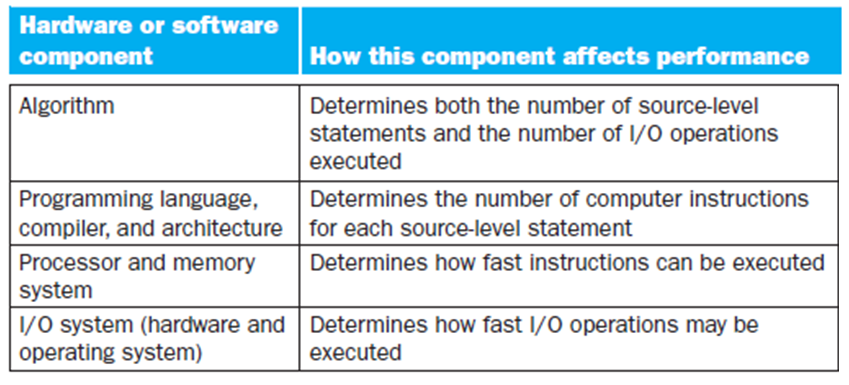 Hardware or software
component
How this component affects performance
Algorithm
Determines both the number of source-level
statements and the number of I/O operations
executed
Programming language,
compiler, and architecture
Determines the number of computer instructions
for each source-level statement
Processor and memory
system
Determines how fast instructions can be executed
I/O system (hardware and
operating system)
Determines how fast I/O operations may be
executed